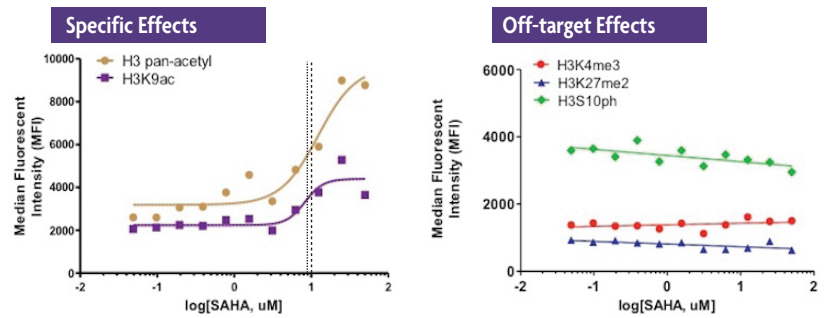 Specific Effects
H3 pan-acetyl
H3K9ac
Median Fluorescent
Intensity (MFI)
10000
8000
6000
4000
2000
0
-2
-1
0
1
2
log[SAHA, uM]
Off-target Effects
H3K4me3
H3K27me2
H3S10ph
Median Fluorescent
Intensity (MFI)
6000
4000
2000
0
-2
-1
0
1
2
log[SAHA, uM]